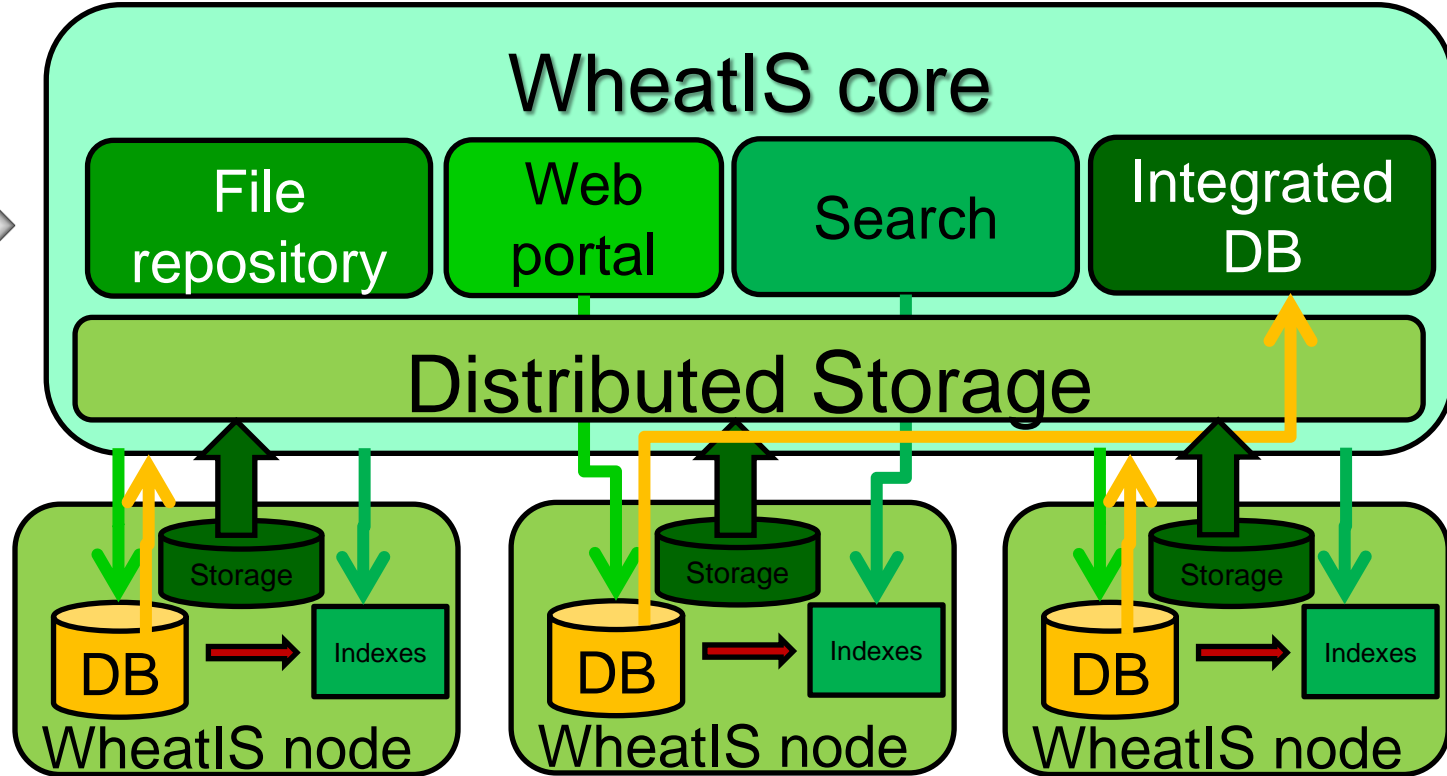 WheatIS core
File
repository
Web
portal
Search
Integrated
DB
Distributed Storage
Storage
DB
Indexes
WheatIS node
Storage
DB
Indexes
WheatIS node
Storage
DB
Indexes
WheatIS node